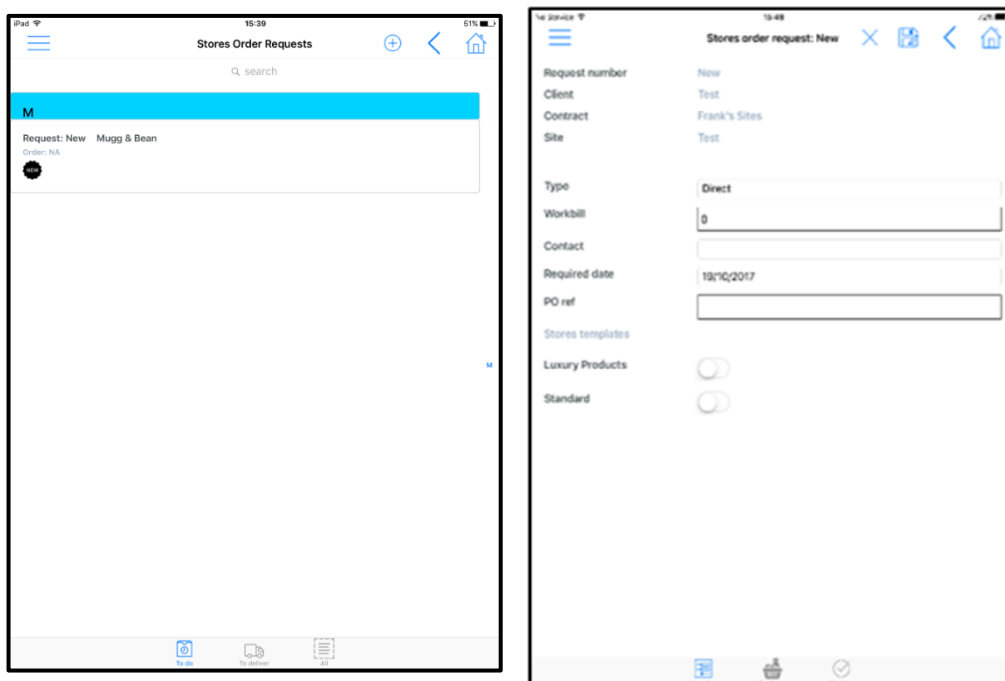 iPad 15:39 51%
Stores Order Requests
search
M
Request: New Mugg & Bean
Order: NA
NEW
M
To do To deliver All
No Service 15:49
Stores order request: New
Request number New
Client Test
Contract Frank's Sites
Site Test
Type Direct
Workbill 0
Contact
Required date 19/10/2017
PO ref
Stores templates
Luxury Products
Standard